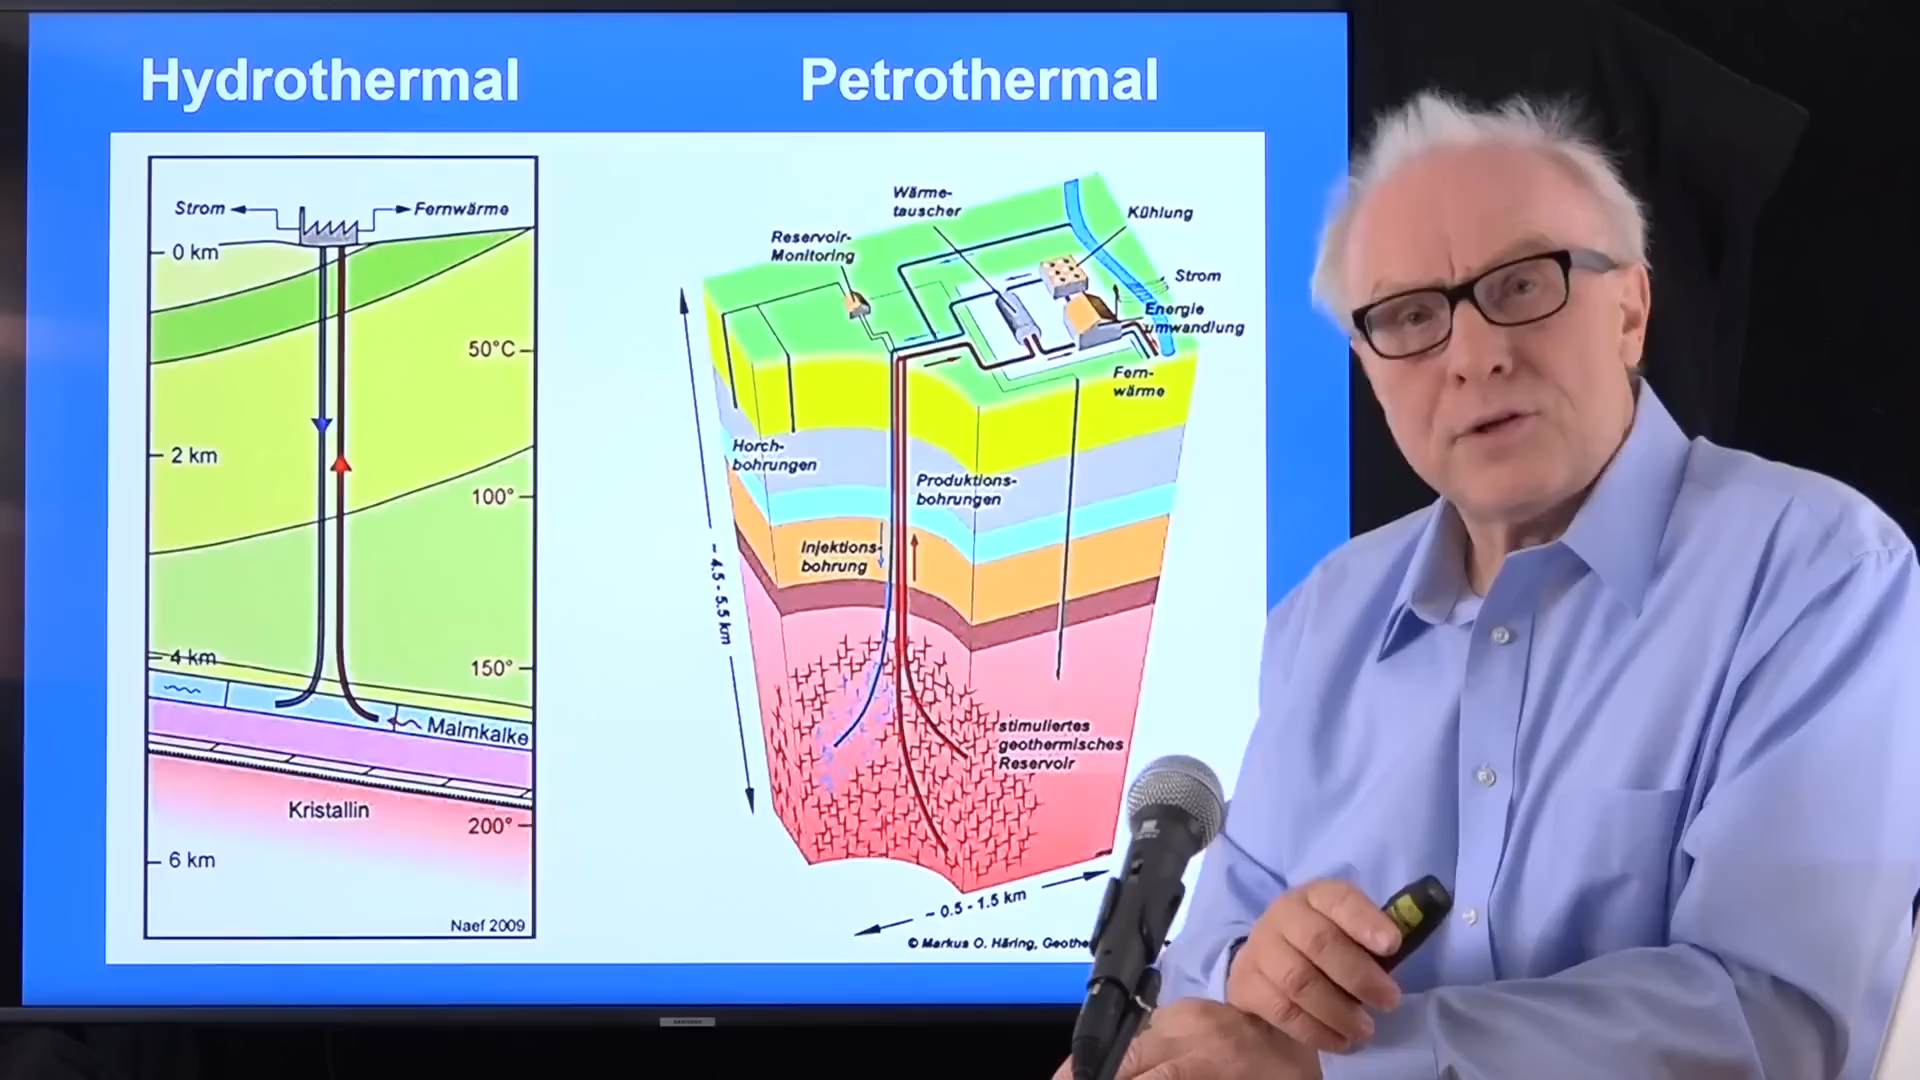 Hydrothermal
Petrothermal
Strom
Fernwärme
0 km
50°C
2 km
100°
4 km
150°
Malmkalke
Kristallin
200°
6 km
Naef 2009
Wärme-
tauscher
Kühlung
Reservoir-
Monitoring
Strom
Energie
umwandlung
Fern-
wärme
Horch-
bohrungen
Produktions-
bohrungen
Injektions-
bohrung
~ 4.5 - 5.5 km
stimuliertes
geothermisches
Reservoir
~ 0.5 - 1.5 km
© Markus O. Häring,
SAMSUNG